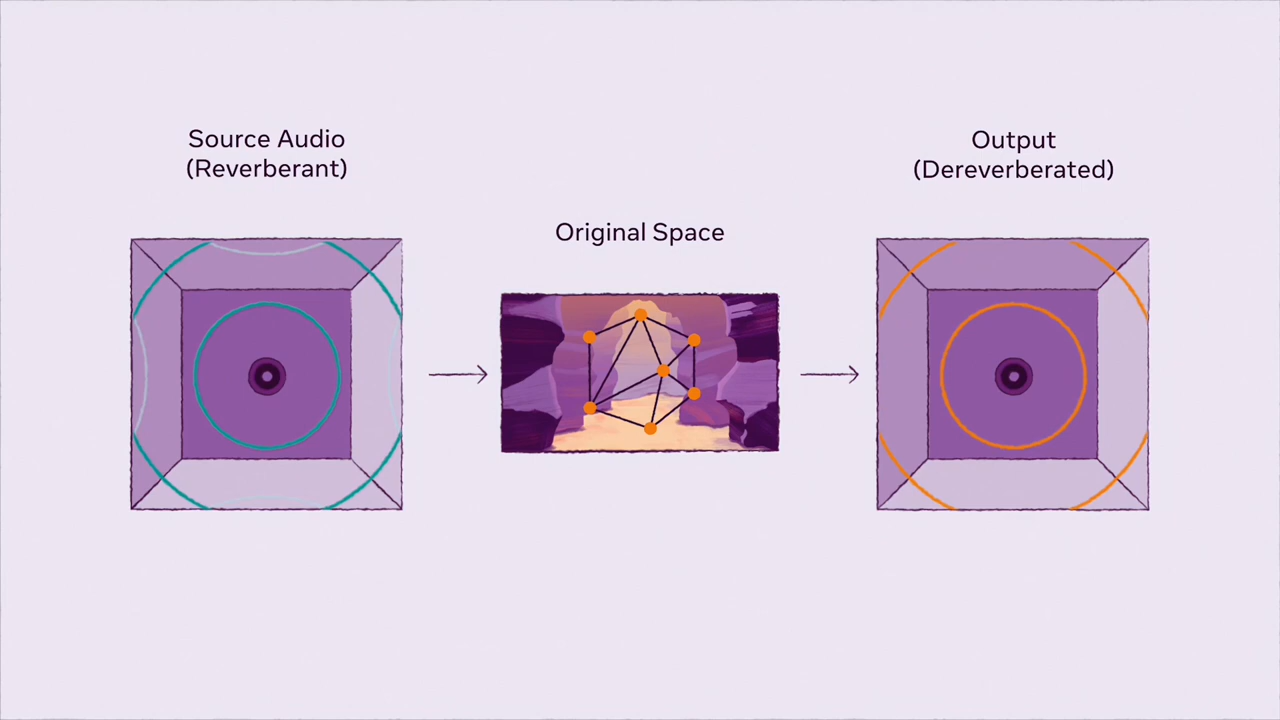 Source Audio
(Reverberant)
Original Space
Output
(Dereverberated)